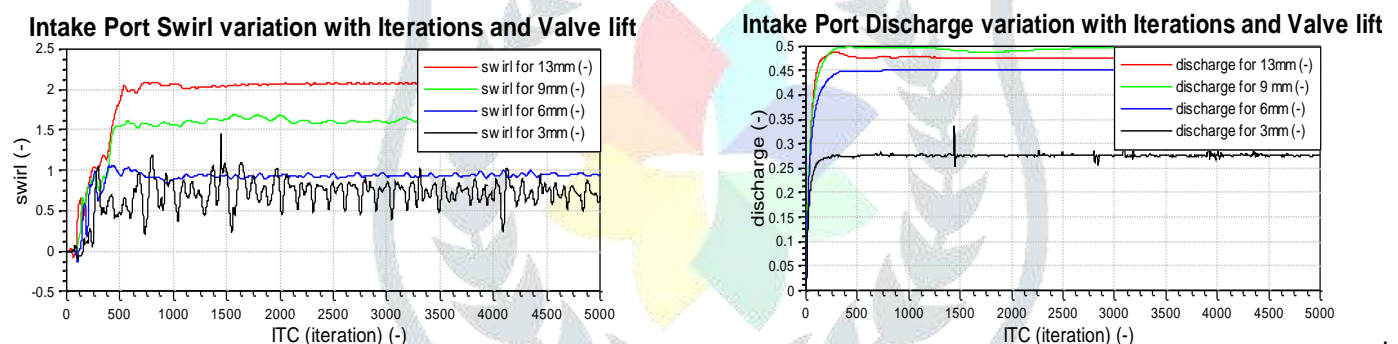 Intake Port Swirl variation with Iterations and Valve lift
2.5
2
1.5
1
0.5
0
-0.5
swirl (-)
swirl for 13mm (-)
swirl for 9mm (-)
swirl for 6mm (-)
swirl for 3mm (-)
0 500 1000 1500 2000 2500 3000 3500 4000 4500 5000
ITC (iteration) (-)
Intake Port Discharge variation with Iterations and Valve lift
0.5
0.45
0.4
0.35
0.3
0.25
0.2
0.15
0.1
0.05
0
discharge (-)
discharge for 13mm (-)
discharge for 9 mm (-)
discharge for 6mm (-)
discharge for 3mm (-)
0 500 1000 1500 2000 2500 3000 3500 4000 4500 5000
ITC (iteration) (-)
.